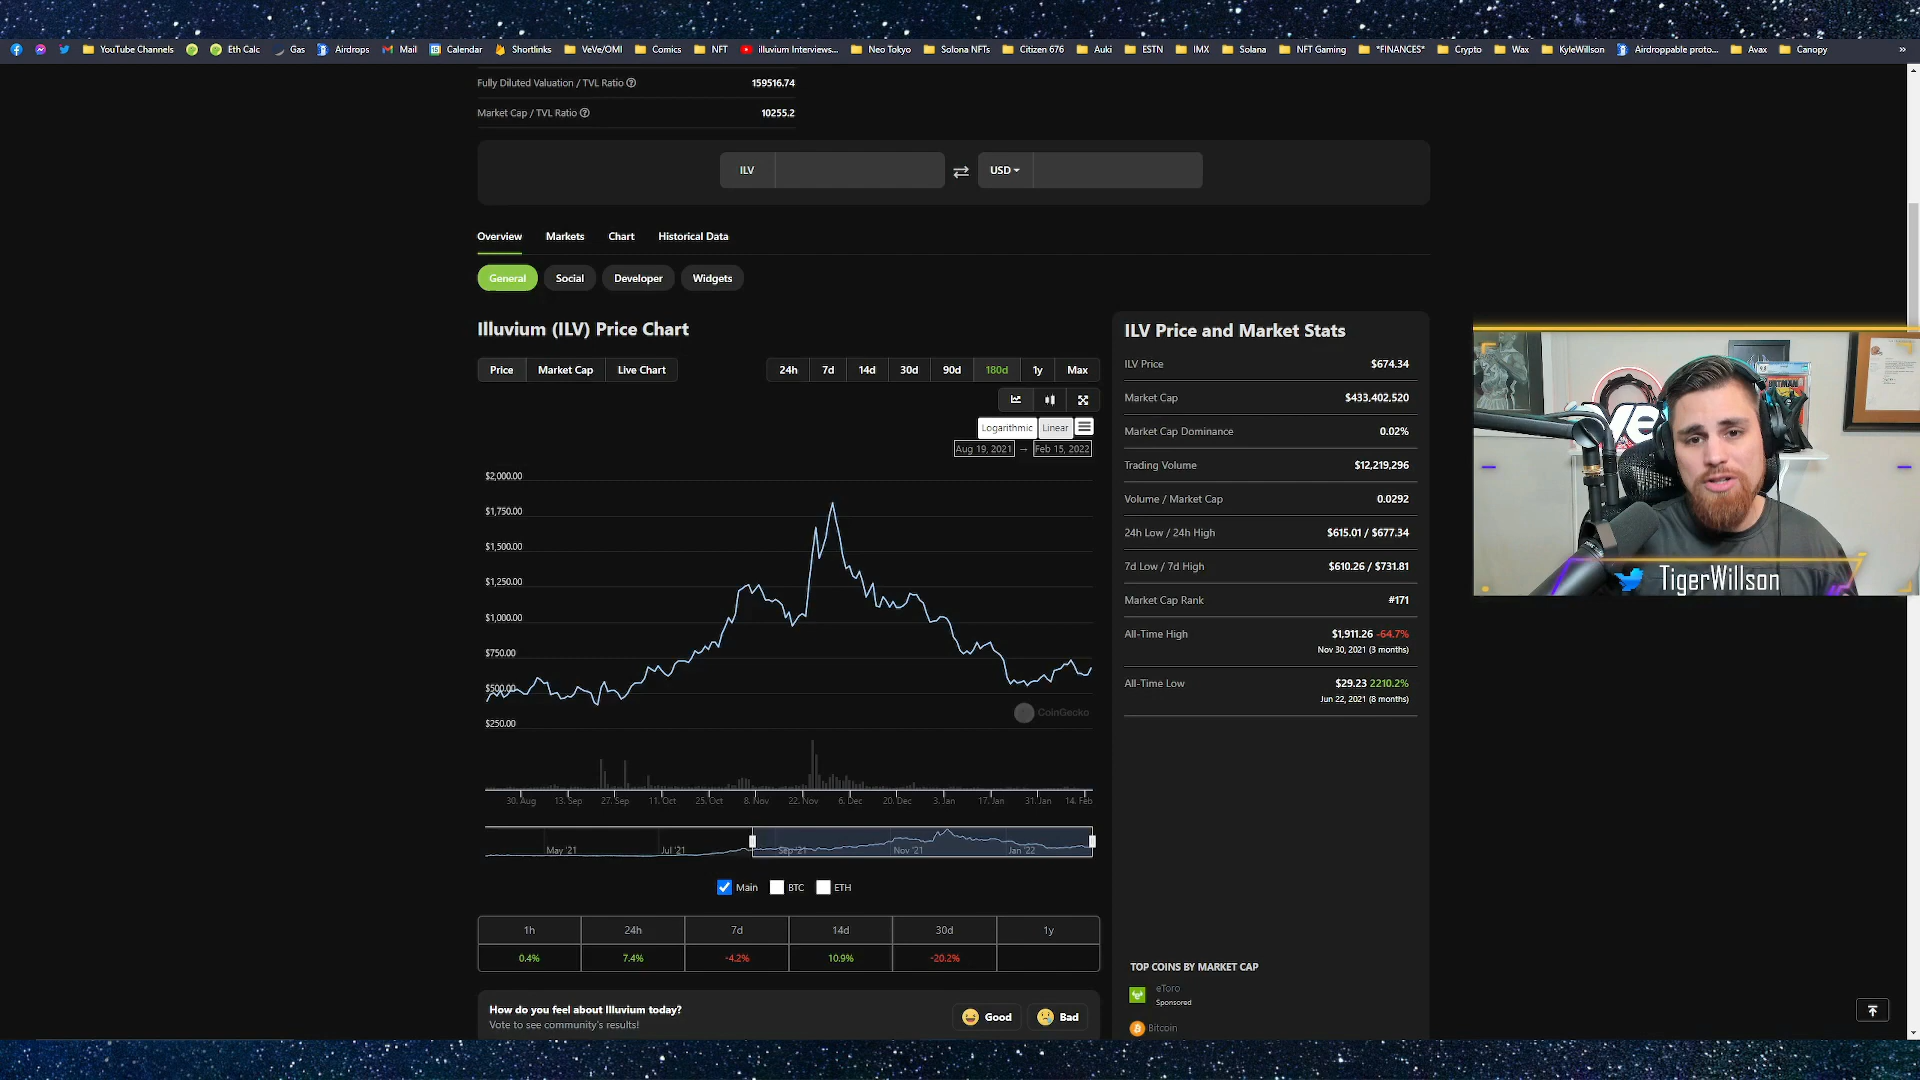 YouTube Channels
Eth Calc
Gas
Airdrops
Mail
Calendar
Shortlinks
VeVe/OMI
Comics
NFT
illuvium Interviews...
Neo Tokyo
Solona NFTs
Citizen 676
Auki
ESTN
IMX
Solana
NFT Gaming
*FINANCES*
Crypto
Wax
KyleWillson
Airdroppable proto...
Avax
Canopy
»
Fully Diluted Valuation / TVL Ratio
159516.74
Market Cap / TVL Ratio
10255.2
ILV
USD
Overview
Markets
Chart
Historical Data
General
Social
Developer
Widgets
Illuvium (ILV) Price Chart
Price
Market Cap
Live Chart
24h
7d
14d
30d
90d
180d
1y
Max
Logarithmic
Linear
Aug 19, 2021 → Feb 15, 2022
$2,000.00
$1,750.00
$1,500.00
$1,250.00
$1,000.00
$750.00
$500.00
$250.00
CoinGecko
30. Aug
13. Sep
27. Sep
11. Oct
25. Oct
8. Nov
22. Nov
6. Dec
20. Dec
3. Jan
17. Jan
31. Jan
14. Feb
May '21
Jul '21
Sep '21
Nov '21
Jan '22
Main
BTC
ETH
1h
24h
7d
14d
30d
1y
0.4%
7.4%
-4.2%
10.9%
-20.2%
How do you feel about Illuvium today?
Vote to see community's results!
Good
Bad
ILV Price and Market Stats
ILV Price
$674.34
Market Cap
$433,402,520
Market Cap Dominance
0.02%
Trading Volume
$12,219,296
Volume / Market Cap
0.0292
24h Low / 24h High
$615.01 / $677.34
7d Low / 7d High
$610.26 / $731.81
Market Cap Rank
#171
All-Time High
$1,911.26 -64.7%
Nov 30, 2021 (3 months)
All-Time Low
$29.23 2210.2%
Jun 22, 2021 (8 months)
TOP COINS BY MARKET CAP
eToro
Sponsored
Bitcoin
BATMAN
TigerWillson